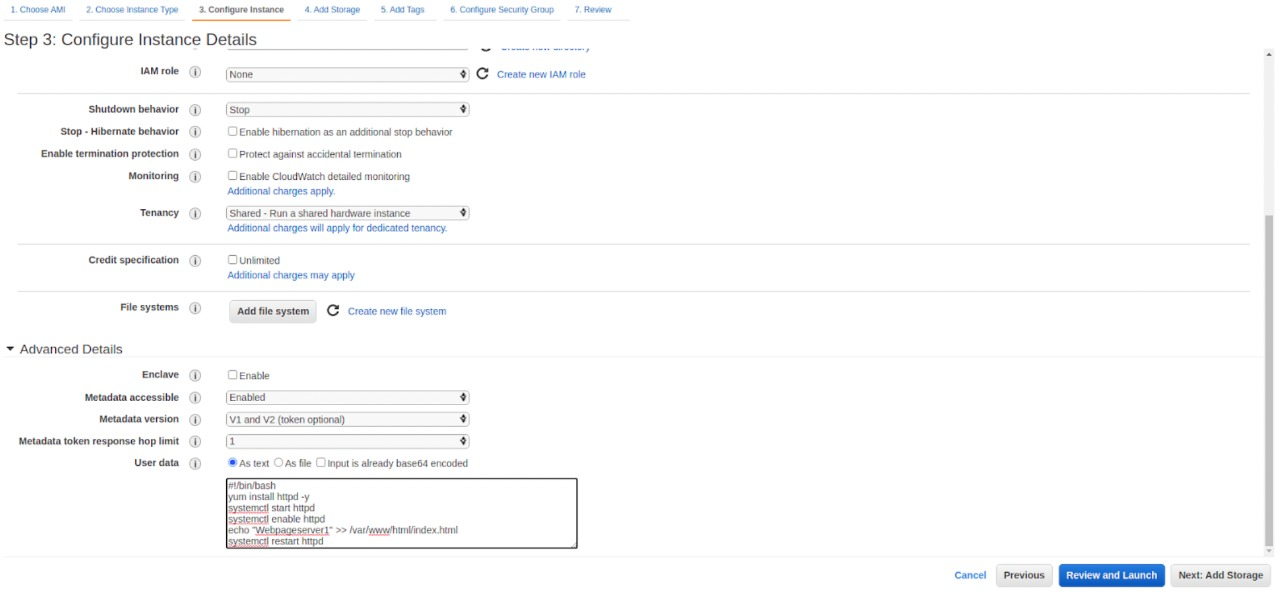 1. Choose AMI 2. Choose Instance Type 3. Configure Instance 4. Add Storage 5. Add Tags 6. Configure Security Group 7. Review
Step 3: Configure Instance Details
Create new directory
IAM role i None Create new IAM role
Shutdown behavior i Stop
Stop - Hibernate behavior i Enable hibernation as an additional stop behavior
Enable termination protection i Protect against accidental termination
Monitoring i Enable CloudWatch detailed monitoring
Additional charges apply.
Tenancy i Shared - Run a shared hardware instance
Additional charges will apply for dedicated tenancy.
Credit specification i Unlimited
Additional charges may apply
File systems i Add file system Create new file system
Advanced Details
Enclave i Enable
Metadata accessible i Enabled
Metadata version i V1 and V2 (token optional)
Metadata token response hop limit i 1
User data i As text As file Input is already base64 encoded
#!/bin/bash
yum install httpd -y
systemctl start httpd
systemctl enable httpd
echo "Webpageserver1" >> /var/www/html/index.html
systemctl restart httpd
Cancel Previous Review and Launch Next: Add Storage